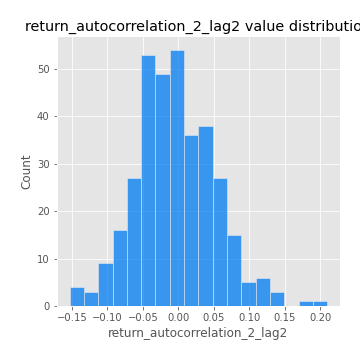 return_autocorrelation_2_lag2 value distributio
50
40
30
20
10
0
Count
−0.15 −0.10 −0.05 0.00 0.05 0.10 0.15 0.20
return_autocorrelation_2_lag2